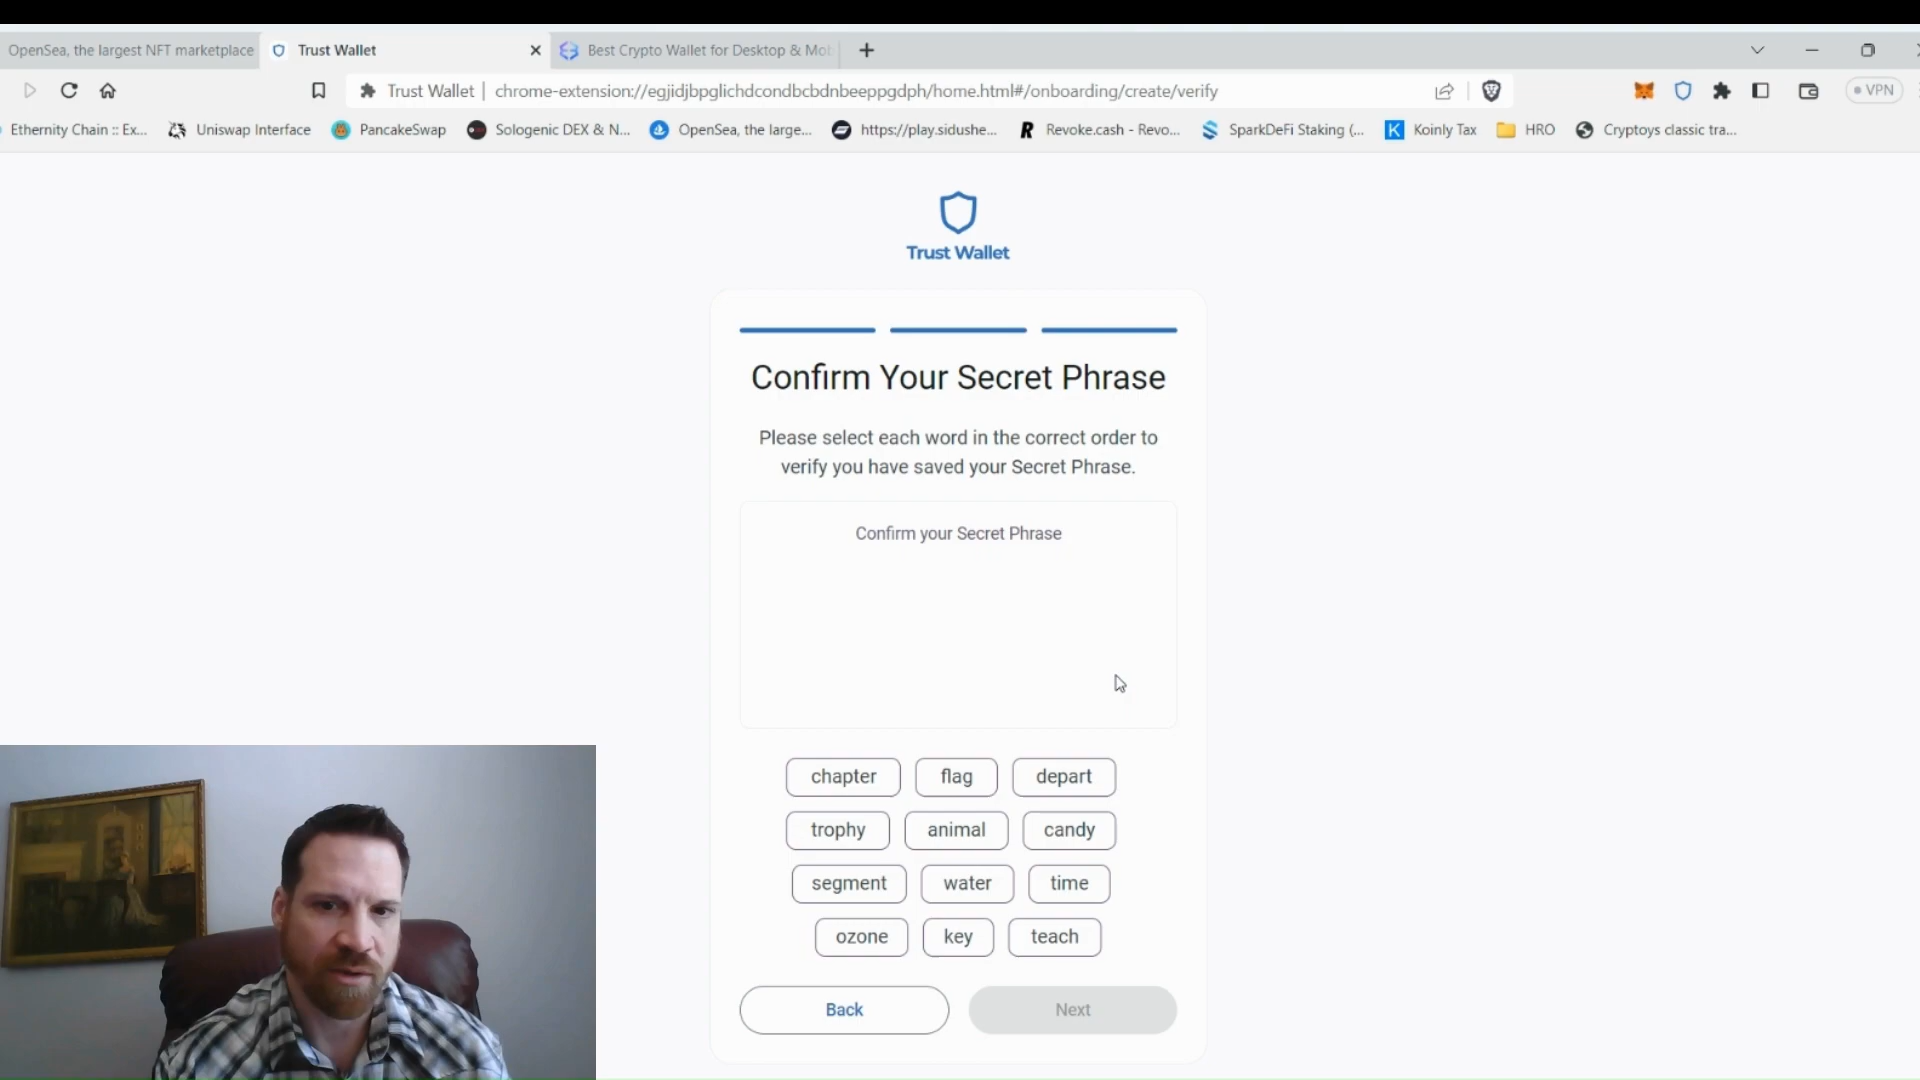 OpenSea, the largest NFT marketplace
Trust Wallet
Best Crypto Wallet for Desktop & Mo
Trust Wallet | chrome-extension://egjidjbpglichdcondbcbdnbeeppgdph/home.html#/onboarding/create/verify
VPN
Ethernity Chain :: Ex...
Uniswap Interface
PancakeSwap
Sologenic DEX & N...
OpenSea, the large...
https://play.sidushe...
Revoke.cash - Revo...
SparkDeFi Staking (...
Koinly Tax
HRO
Cryptoys classic tra...
Trust Wallet
Confirm Your Secret Phrase
Please select each word in the correct order to
verify you have saved your Secret Phrase.
Confirm your Secret Phrase
chapter flag depart
trophy animal candy
segment water time
ozone key teach
Back Next